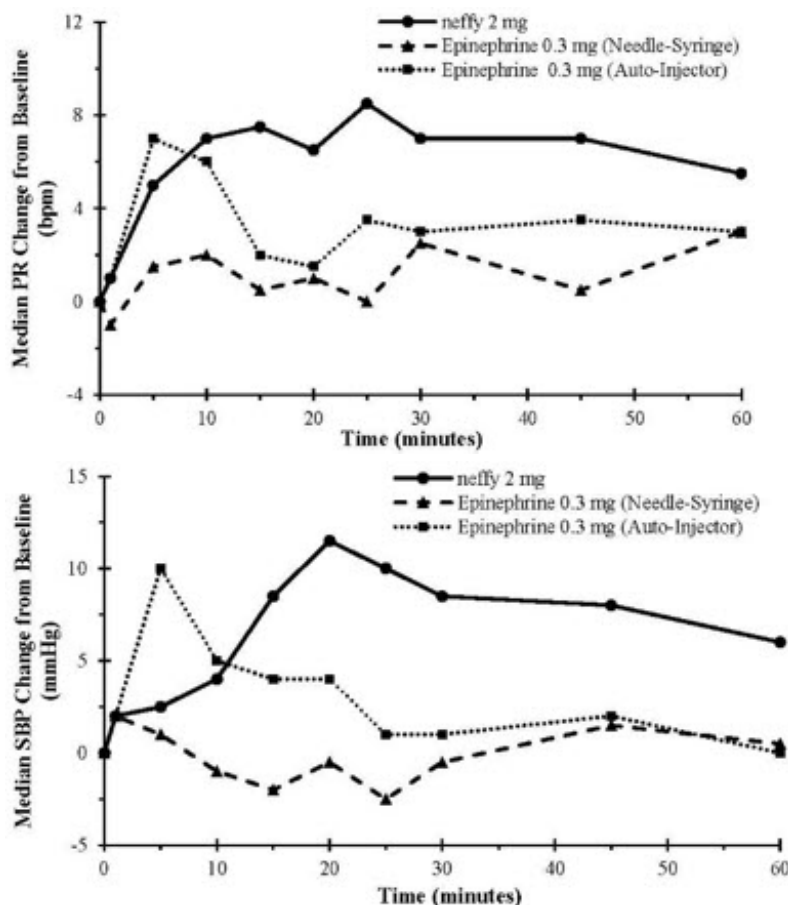 12
8
4
0
-4
Median PR Change from Baseline
(bpm)
neffy 2 mg
Epinephrine 0.3 mg (Needle-Syringe)
Epinephrine 0.3 mg (Auto-Injector)
0 10 20 30 40 50 60
Time (minutes)
15
10
5
0
-5
Median SBP Change from Baseline
(mmHg)
neffy 2 mg
Epinephrine 0.3 mg (Needle-Syringe)
Epinephrine 0.3 mg (Auto-Injector)
0 10 20 30 40 50 60
Time (minutes)